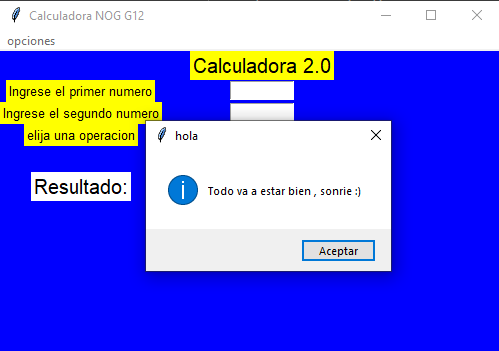 Calculadora NOG G12
opciones
Calculadora 2.0
Ingrese el primer numero
Ingrese el segundo numero
elija una operacion
Resultado:
hola
Todo va a estar bien , sonrie :)
Aceptar